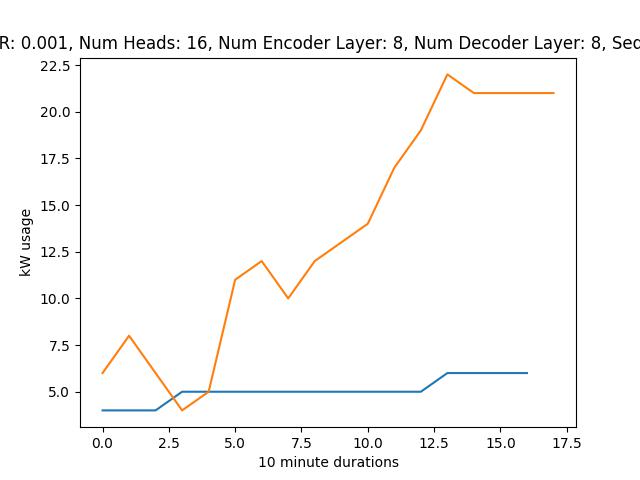 R: 0.001, Num Heads: 16, Num Encoder Layer: 8, Num Decoder Layer: 8, Sec
22.5
20.0
17.5
15.0
12.5
10.0
7.5
5.0
kW usage
0.0 2.5 5.0 7.5 10.0 12.5 15.0 17.5
10 minute durations